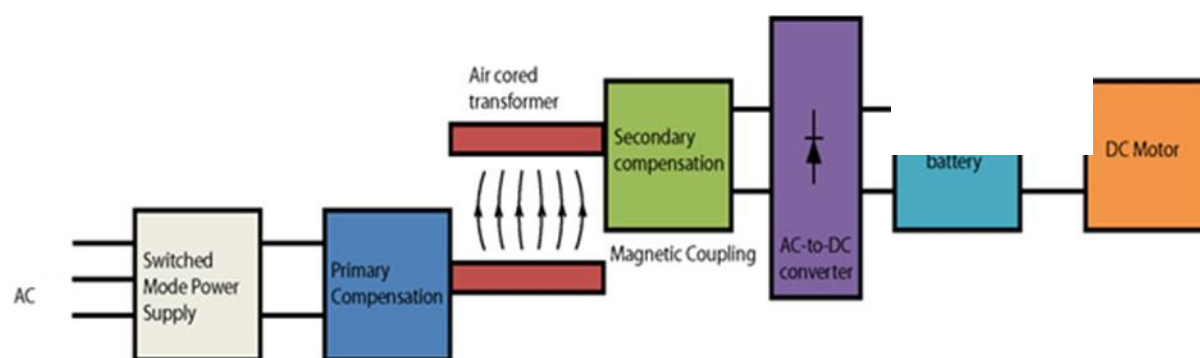 AC
Switched
Mode Power
Supply
Primary
Compensation
Air cored
transformer
Secondary
compensation
Magnetic Coupling
AC-to-DC
converter
battery
DC Motor